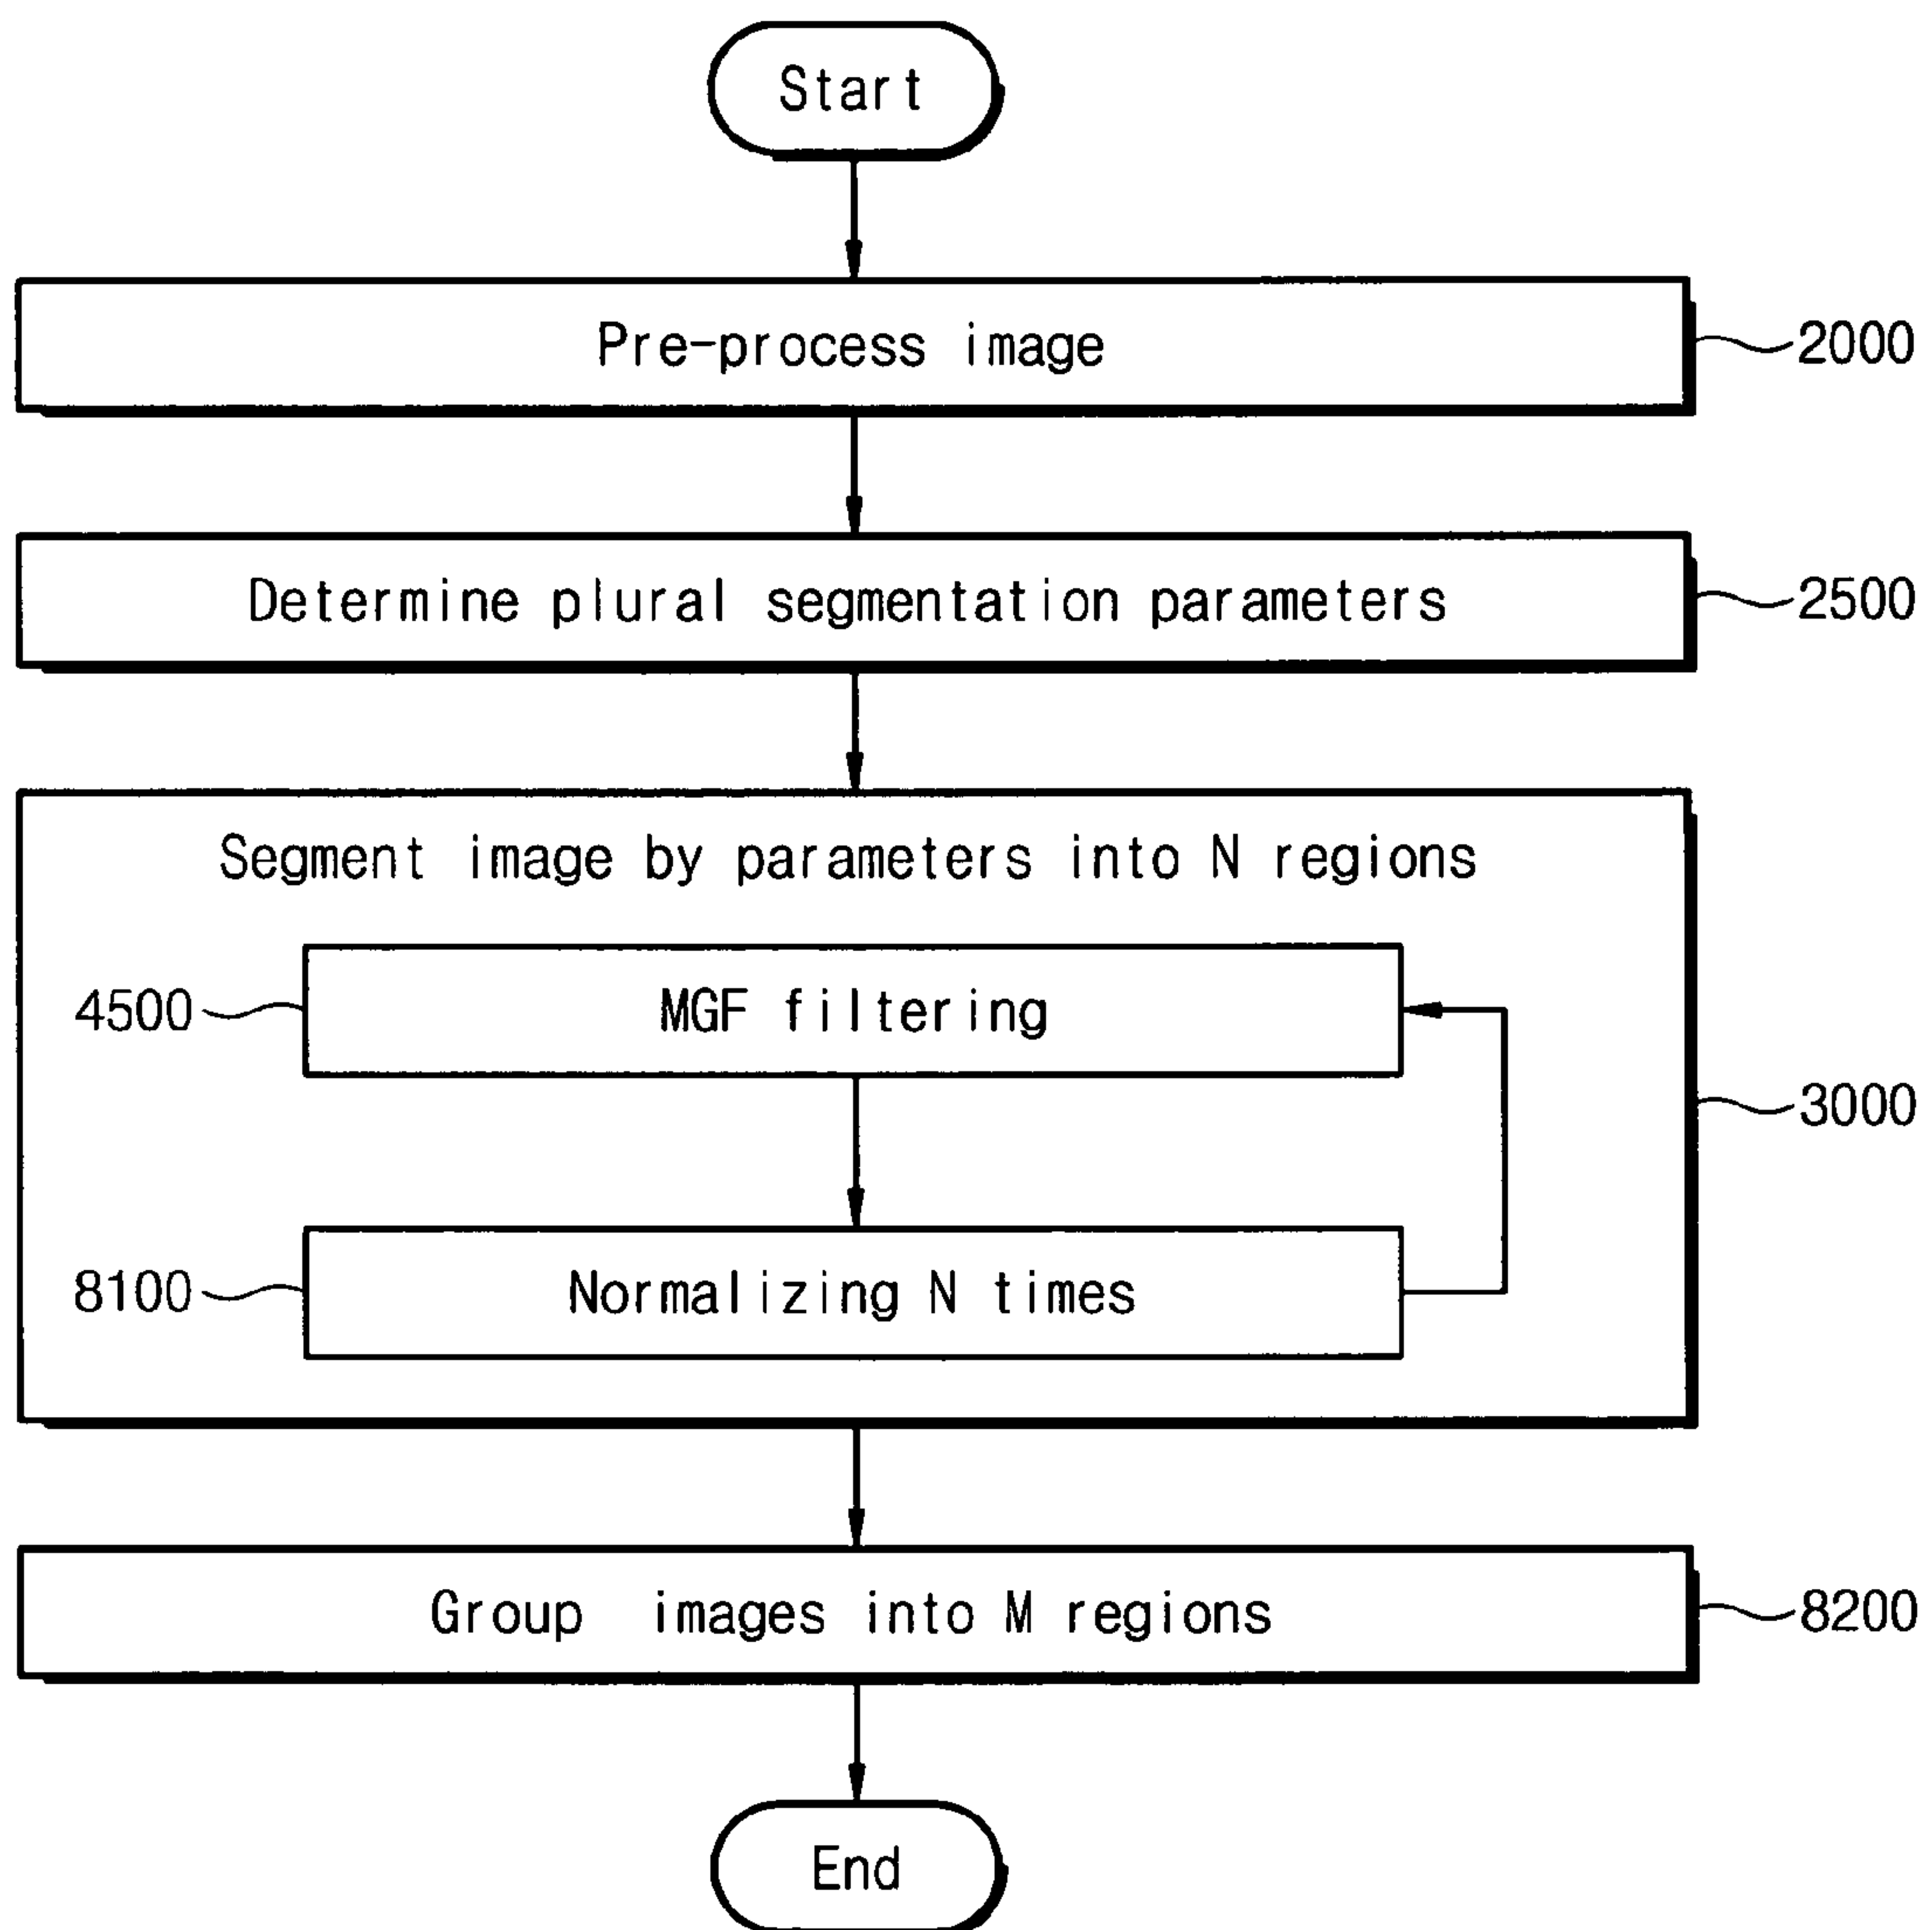 Start
Pre-process image
2000
Determine plural segmentation parameters
2500
Segment image by parameters into N regions
4500
MGF filtering
3000
8100
Normalizing N times
Group images into M regions
8200
End